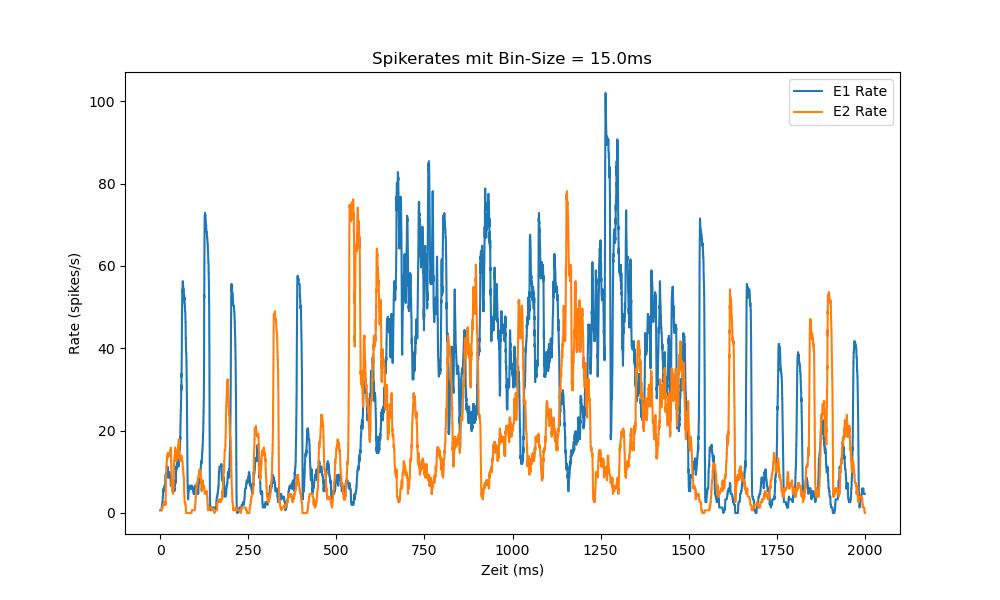 Spikerates mit Bin-Size = 15.0ms
E1 Rate
E2 Rate
Rate (spikes/s)
100
80
60
40
20
0
0 250 500 750 1000 1250 1500 1750 2000
Zeit (ms)